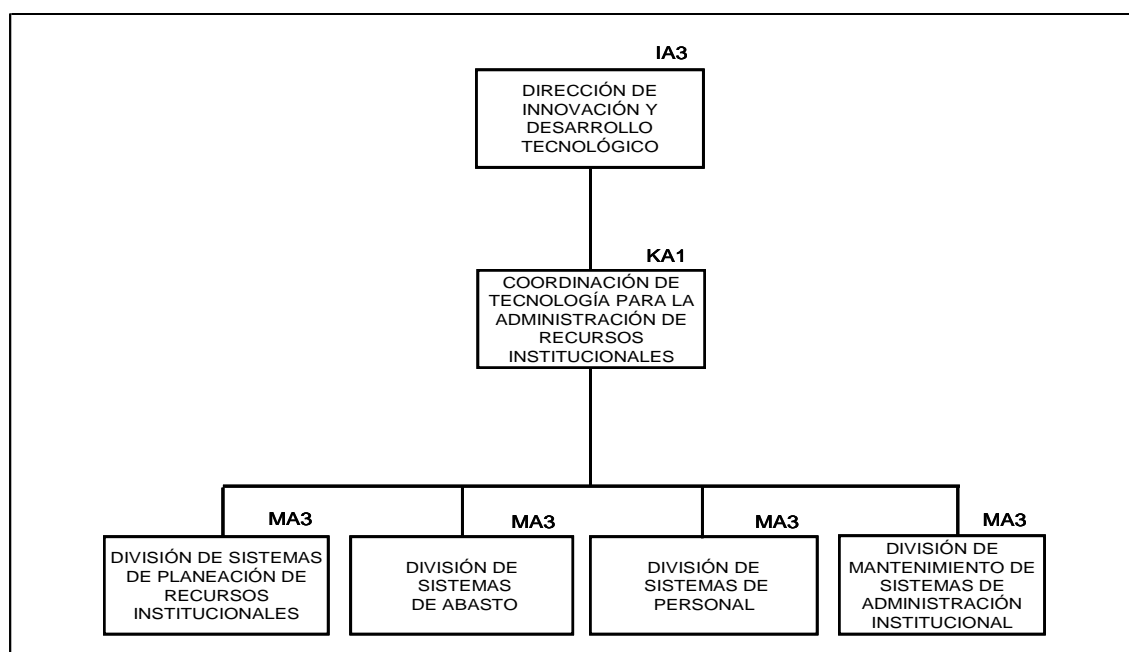 IA3
DIRECCIÓN DE
INNOVACIÓN Y
DESARROLLO
TECNOLÓGICO
KA1
COORDINACIÓN DE
TECNOLOGÍA PARA LA
ADMINISTRACIÓN DE
RECURSOS
INSTITUCIONALES
MA3
DIVISIÓN DE SISTEMAS
DE PLANEACIÓN DE
RECURSOS
INSTITUCIONALES
MA3
DIVISIÓN DE
SISTEMAS
DE ABASTO
MA3
DIVISIÓN DE
SISTEMAS DE
PERSONAL
MA3
DIVISIÓN DE
MANTENIMIENTO DE
SISTEMAS DE
ADMINISTRACIÓN
INSTITUCIONAL